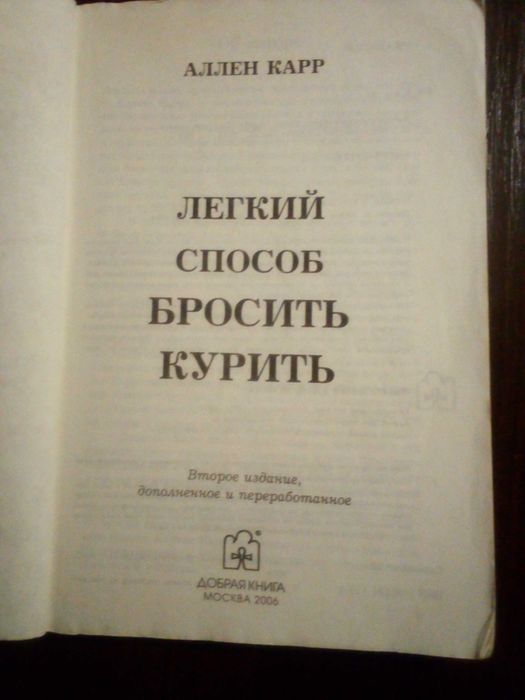 АЛЛЕН КАРР
ЛЕГКИЙ
СПОСОБ
БРОСИТЬ
КУРИТЬ
Второе издание,
дополненное и переработанное
ДОБРАЯ КНИГА
МОСКВА 2006